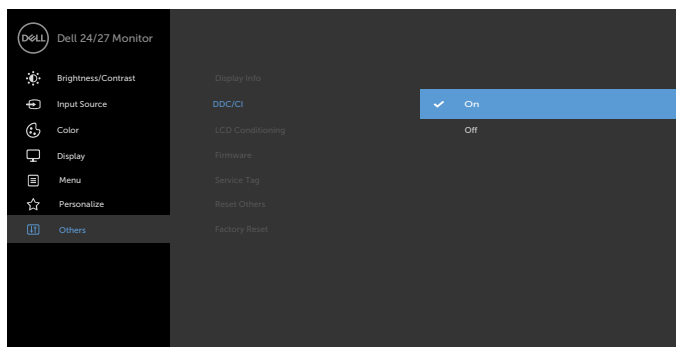 DELL
Dell 24/27 Monitor
Brightness/Contrast
Input Source
Color
Display
Menu
Personalize
Others
Display Info
DDC/CI
LCD Conditioning
Firmware
Service Tag
Reset Others
Factory Reset
On
Off